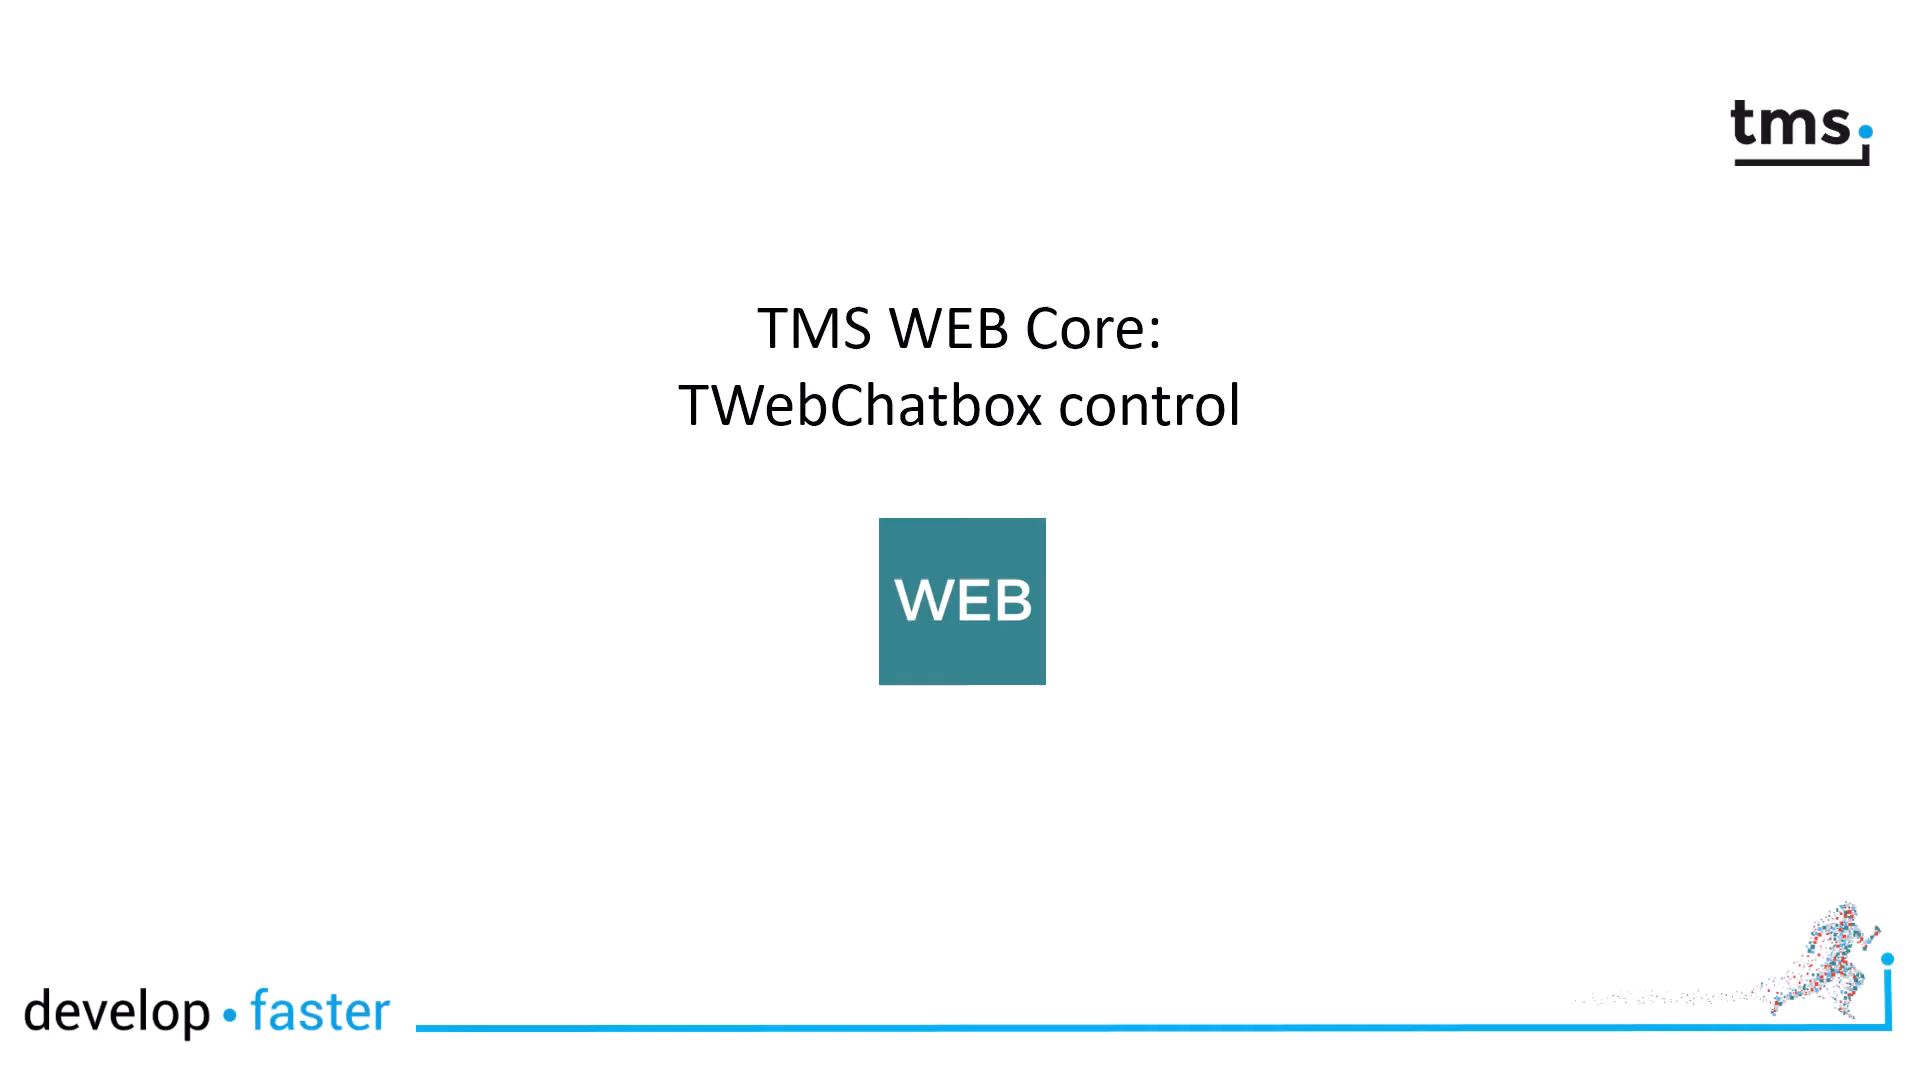 tms.
TMS WEB Core:
TWebChatbox control
WEB
develop • faster